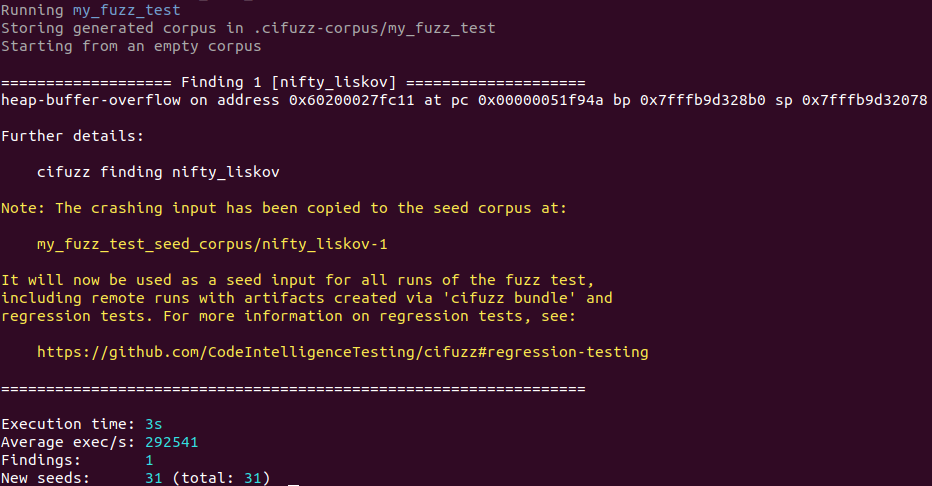 Running my_fuzz_test
Storing generated corpus in .cifuzz-corpus/my_fuzz_test
Starting from an empty corpus
=================== Finding 1 [nifty_liskov] ====================
heap-buffer-overflow on address 0x60200027fc11 at pc 0x00000051f94a bp 0x7fffb9d328b0 sp 0x7fffb9d32078
Further details:
cifuzz finding nifty_liskov
Note: The crashing input has been copied to the seed corpus at:
my_fuzz_test_seed_corpus/nifty_liskov-1
It will now be used as a seed input for all runs of the fuzz test,
including remote runs with artifacts created via 'cifuzz bundle' and
regression tests. For more information on regression tests, see:
https://github.com/CodeIntelligenceTesting/cifuzz#regression-testing
=================================================================
Execution time: 3s
Average exec/s: 292541
Findings: 1
New seeds: 31 (total: 31)